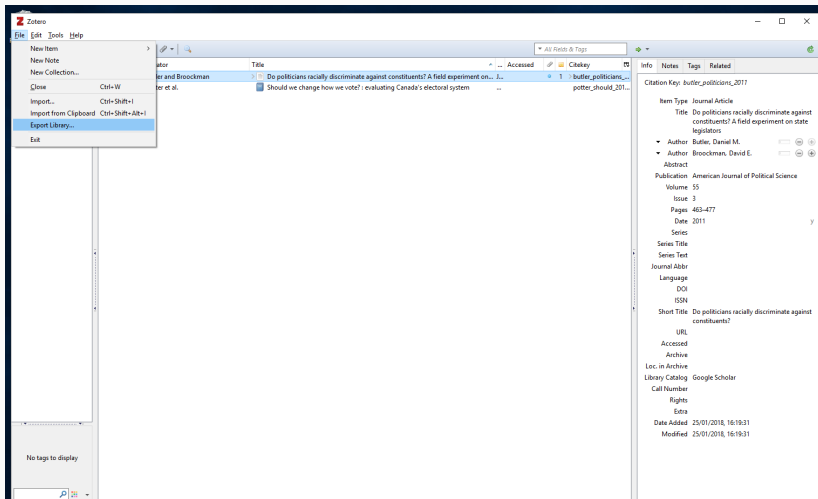 Zotero
File Edit Tools Help
All Fields & Tags
New Item
New Note
New Collection...
Close Ctrl+W
Import... Ctrl+Shift+I
Import from Clipboard Ctrl+Shift+Alt+I
Export Library...
Exit
ator Title ... Accessed Citekey
ler and Broockman Do politicians racially discriminate against constituents? A field experiment on... J... 1 butler_politicians_...
ter et al. Should we change how we vote? : evaluating Canada's electoral system ... potter_should_201...
Info Notes Tags Related
Citation Key: butler_politicians_2011
Item Type Journal Article
Title Do politicians racially discriminate against
constituents? A field experiment on state
legislators
Author Butler, Daniel M.
Author Broockman, David E.
Abstract
Publication American Journal of Political Science
Volume 55
Issue 3
Pages 463–477
Date 2011 y
Series
Series Title
Series Text
Journal Abbr
Language
DOI
ISSN
Short Title Do politicians racially discriminate against
constituents?
URL
Accessed
Archive
Loc. in Archive
Library Catalog Google Scholar
Call Number
Rights
Extra
Date Added 25/01/2018, 16:19:31
Modified 25/01/2018, 16:19:31
No tags to display